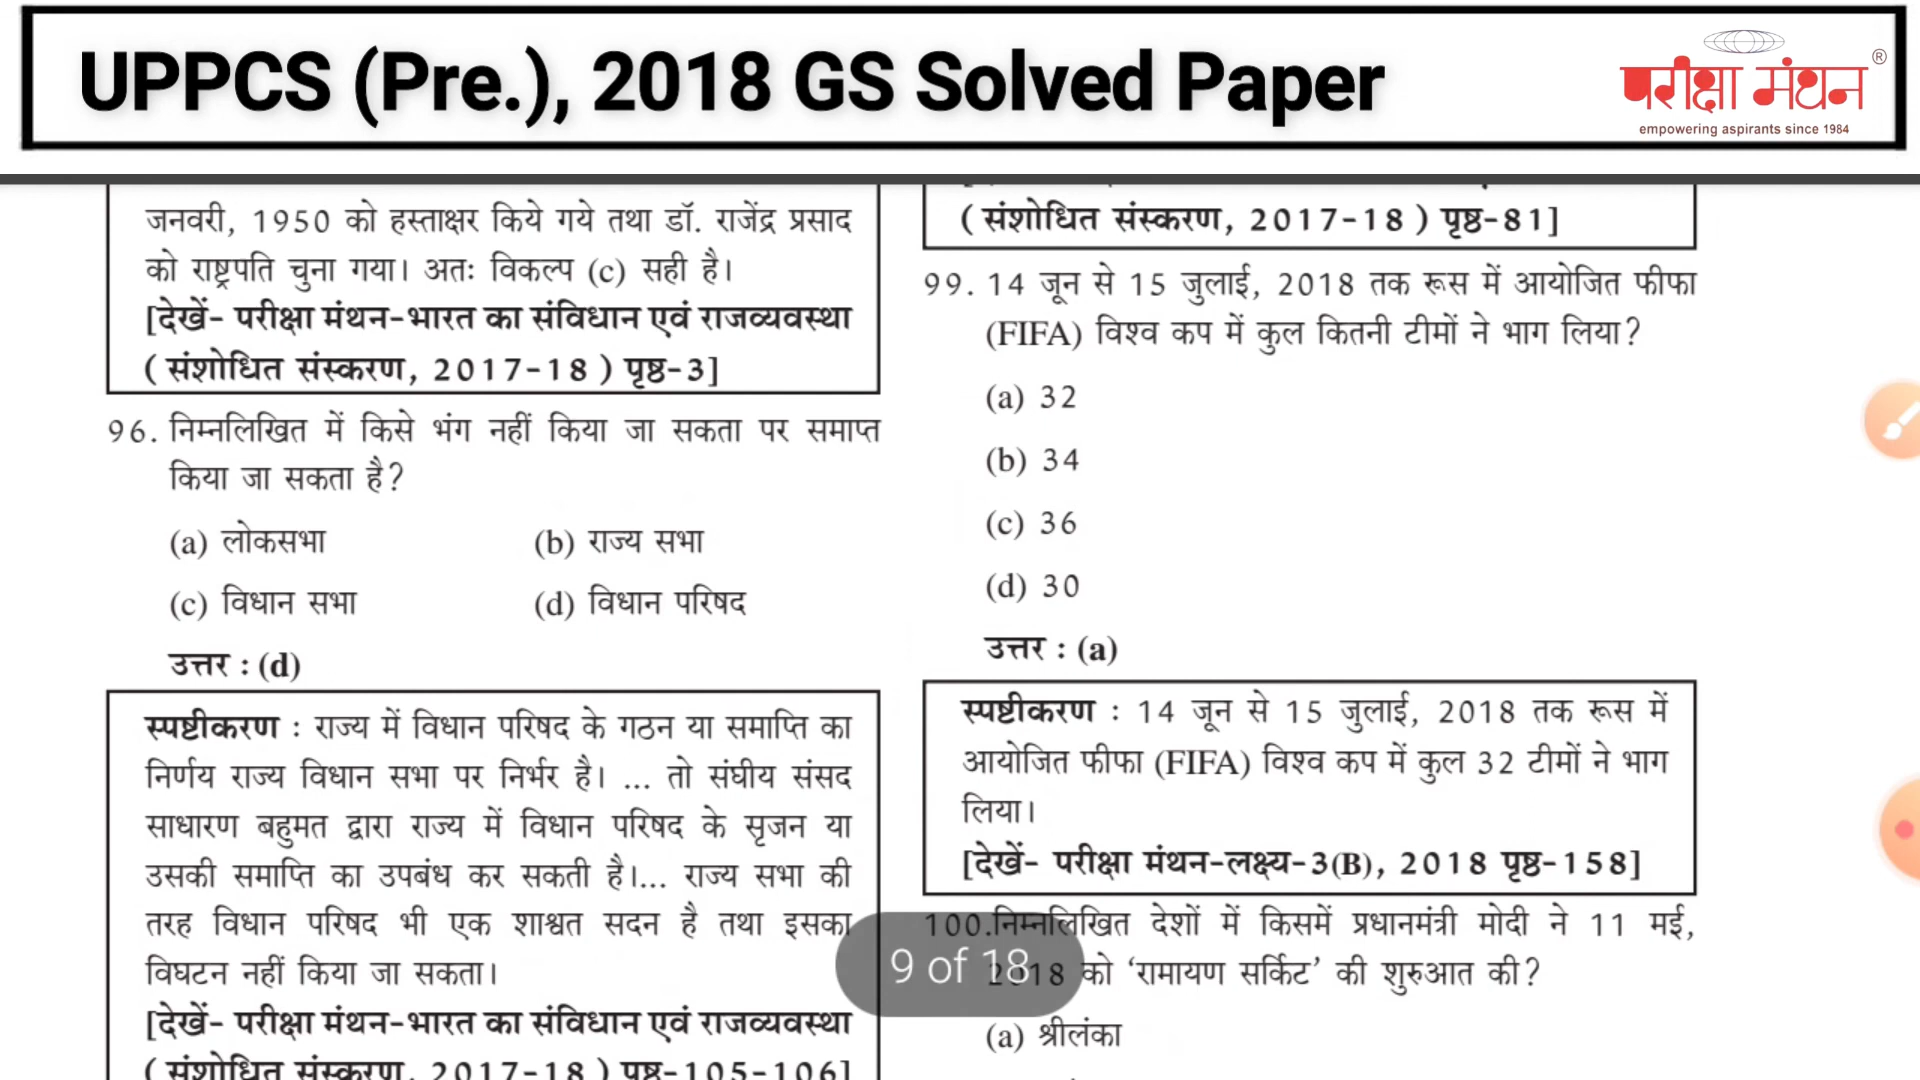 UPPCS (Pre.), 2018 GS Solved Paper
परीक्षा मंथन ®
empowering aspirants since 1984
जनवरी, 1950 को हस्ताक्षर किये गये तथा डॉ. राजेंद्र प्रसाद
को राष्ट्रपति चुना गया। अतः विकल्प (c) सही है।
[देखें- परीक्षा मंथन-भारत का संविधान एवं राजव्यवस्था
( संशोधित संस्करण, 2017-18 ) पृष्ठ-3]
96. निम्नलिखित में किसे भंग नहीं किया जा सकता पर समाप्त
किया जा सकता है?
(a) लोकसभा (b) राज्य सभा
(c) विधान सभा (d) विधान परिषद
उत्तर : (d)
स्पष्टीकरण : राज्य में विधान परिषद के गठन या समाप्ति का
निर्णय राज्य विधान सभा पर निर्भर है। ... तो संघीय संसद
साधारण बहुमत द्वारा राज्य में विधान परिषद के सृजन या
उसकी समाप्ति का उपबंध कर सकती है।... राज्य सभा की
तरह विधान परिषद भी एक शाश्वत सदन है तथा इसका
विघटन नहीं किया जा सकता।
[देखें- परीक्षा मंथन-भारत का संविधान एवं राजव्यवस्था
( संशोधित संस्करण, 2017-18 ) पृष्ठ-105-106]
( संशोधित संस्करण, 2017-18 ) पृष्ठ-81]
99. 14 जून से 15 जुलाई, 2018 तक रूस में आयोजित फीफा
(FIFA) विश्व कप में कुल कितनी टीमों ने भाग लिया?
(a) 32
(b) 34
(c) 36
(d) 30
उत्तर : (a)
स्पष्टीकरण : 14 जून से 15 जुलाई, 2018 तक रूस में
आयोजित फीफा (FIFA) विश्व कप में कुल 32 टीमों ने भाग
लिया।
[देखें- परीक्षा मंथन-लक्ष्य-3(B), 2018 पृष्ठ-158]
100.निम्नलिखित देशों में किसमें प्रधानमंत्री मोदी ने 11 मई,
2018 को ‘रामायण सर्किट’ की शुरुआत की?
(a) श्रीलंका
9 of 18